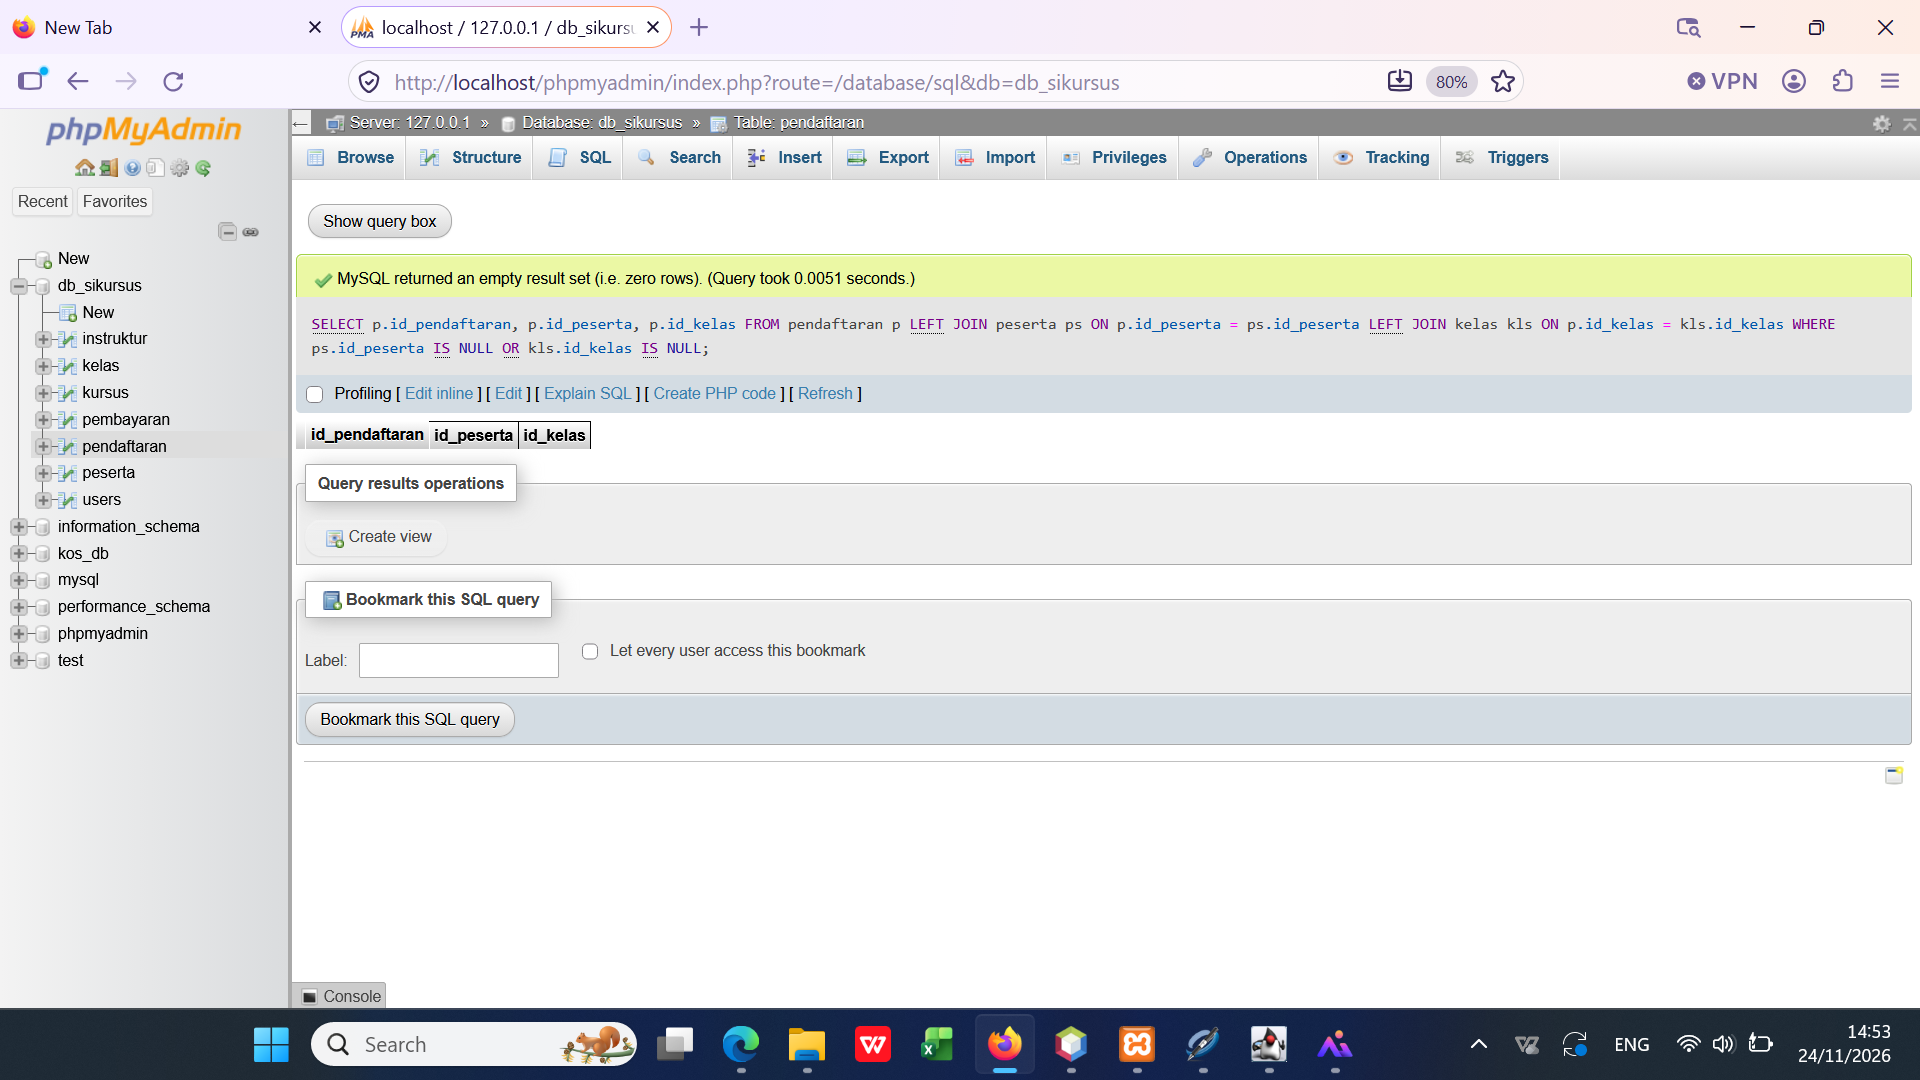 New Tab
localhost / 127.0.0.1 / db_sikurs
http://localhost/phpmyadmin/index.php?route=/database/sql&db=db_sikursus
80%
VPN
phpMyAdmin
Recent
Favorites
New
db_sikursus
New
instruktur
kelas
kursus
pembayaran
pendaftaran
peserta
users
information_schema
kos_db
mysql
performance_schema
phpmyadmin
test
Server: 127.0.0.1 » Database: db_sikursus » Table: pendaftaran
Browse Structure SQL Search Insert Export Import Privileges Operations Tracking Triggers
Show query box
MySQL returned an empty result set (i.e. zero rows). (Query took 0.0051 seconds.)
SELECT p.id_pendaftaran, p.id_peserta, p.id_kelas FROM pendaftaran p LEFT JOIN peserta ps ON p.id_peserta = ps.id_peserta LEFT JOIN kelas kls ON p.id_kelas = kls.id_kelas WHERE
ps.id_peserta IS NULL OR kls.id_kelas IS NULL;
Profiling [ Edit inline ] [ Edit ] [ Explain SQL ] [ Create PHP code ] [ Refresh ]
id_pendaftaran id_peserta id_kelas
Query results operations
Create view
Bookmark this SQL query
Label:
Let every user access this bookmark
Bookmark this SQL query
Console
Search
ENG
14:53
24/11/2026